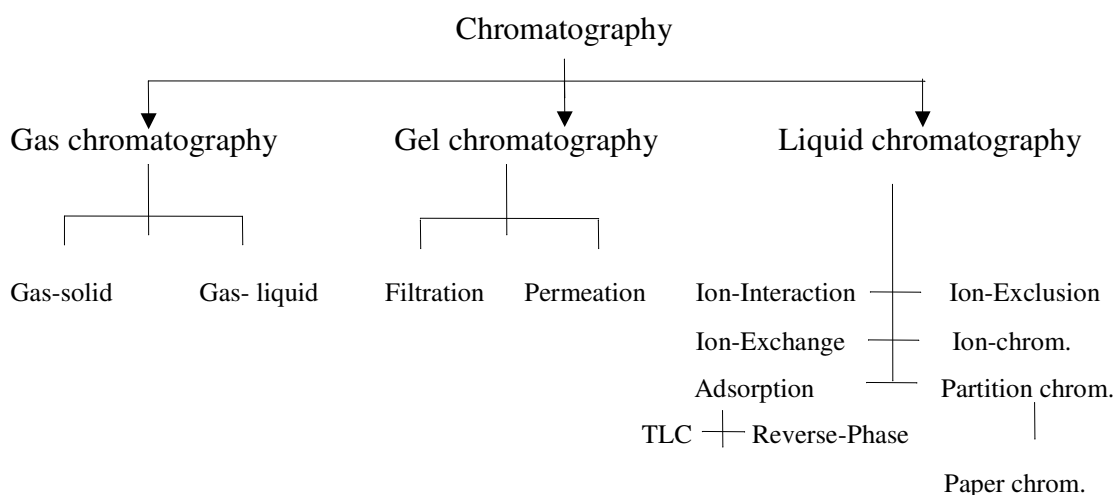 Chromatography
Gas chromatography Gel chromatography Liquid chromatography
Gas-solid Gas- liquid Filtration Permeation Ion-Interaction Ion-Exclusion
Ion-Exchange Ion-chrom.
Adsorption Partition chrom.
TLC Reverse-Phase
Paper chrom.